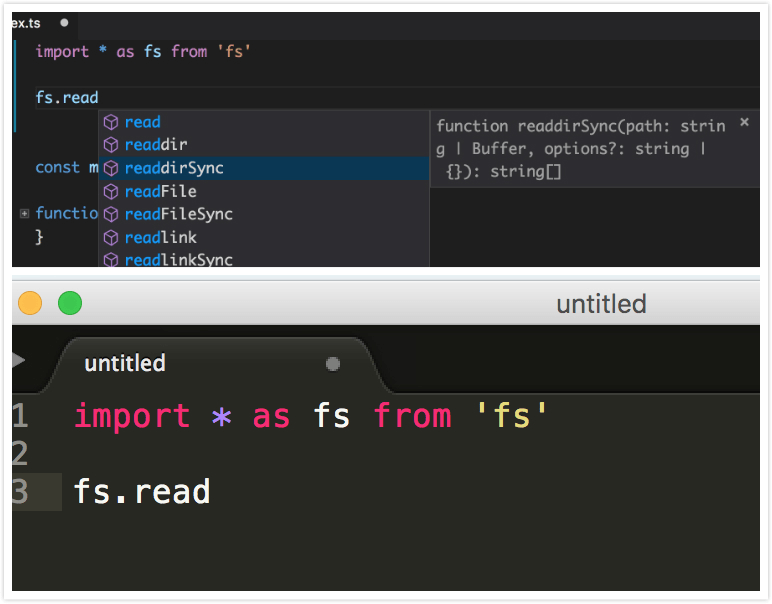 ex.ts
import * as fs from 'fs'
fs.read
read
readdir
const m readdirSync
readFile
functio readFileSync
} readlink
readlinkSync
function readdirSync(path: strin
g | Buffer, options?: string |
{}): string[]
untitled
untitled
1 import * as fs from 'fs'
2
3 fs.read